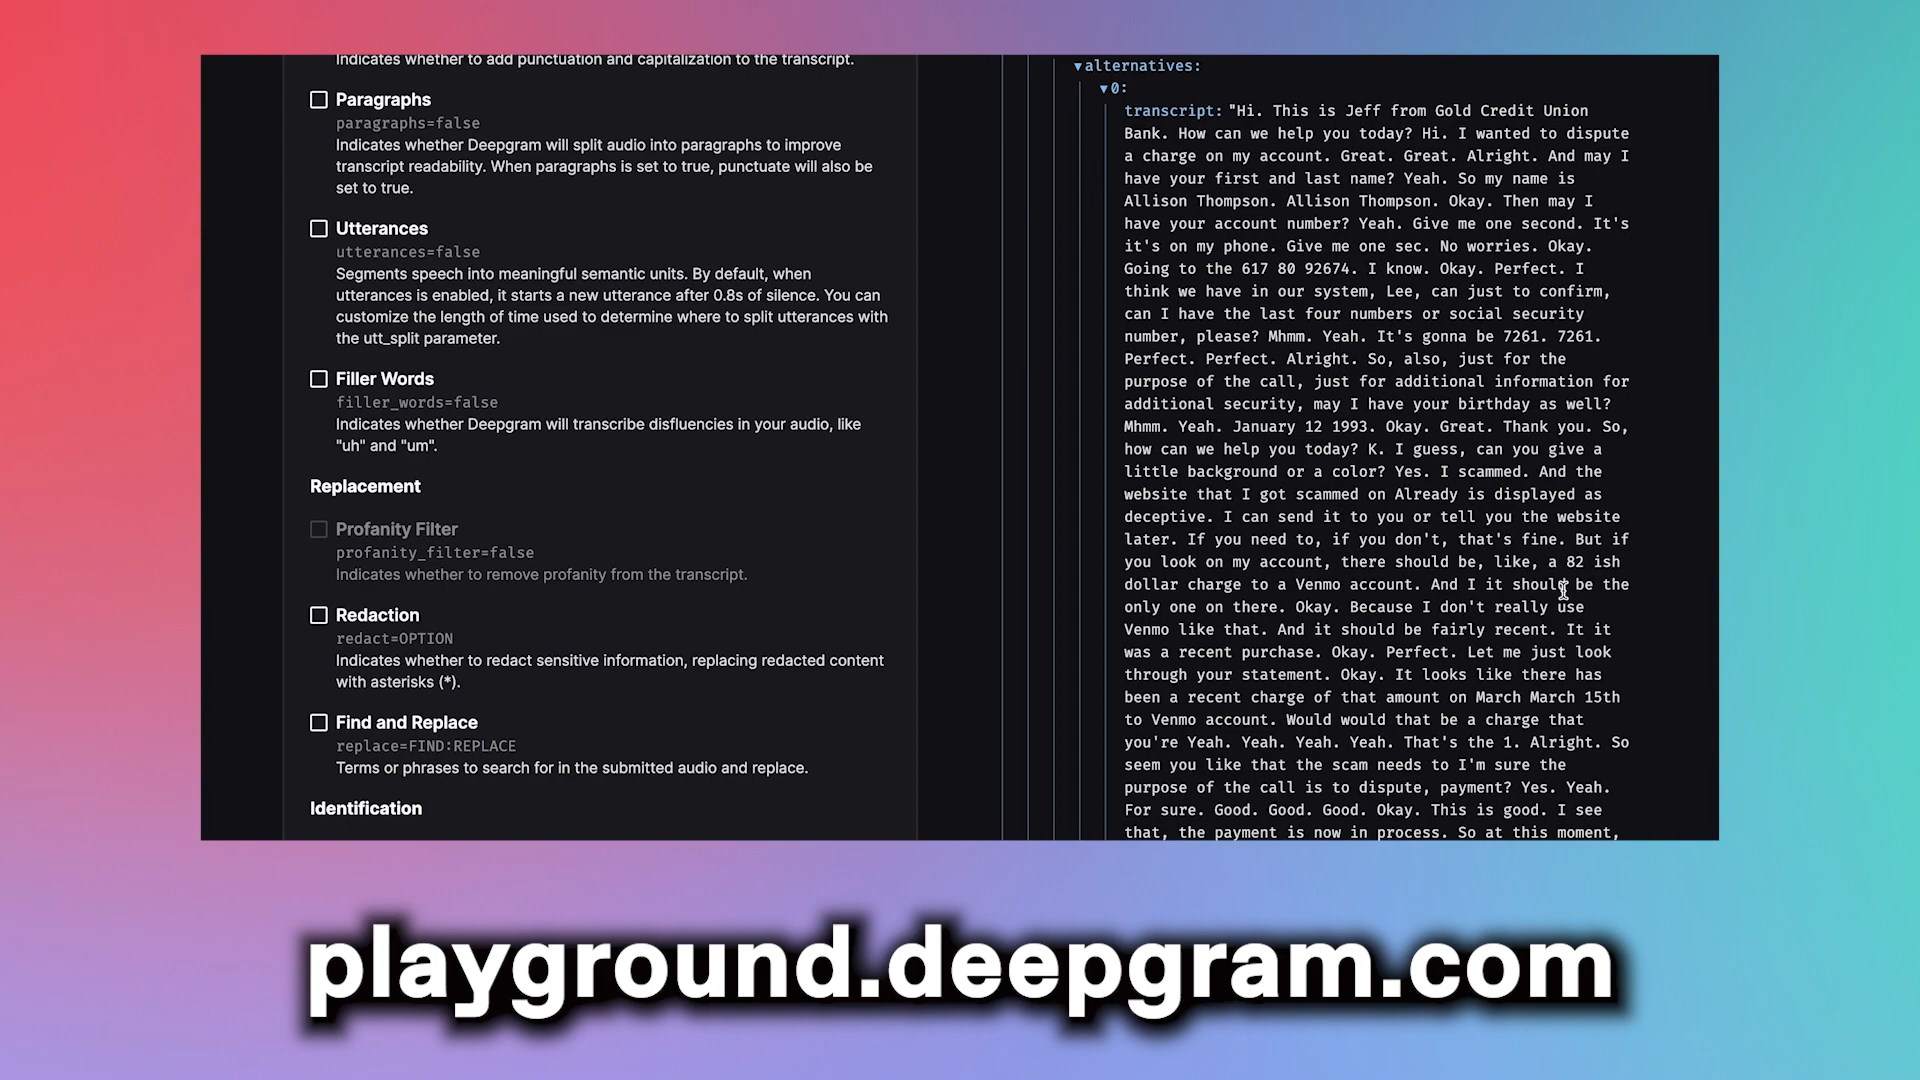 Indicates whether to add punctuation and capitalization to the transcript.
Paragraphs
paragraphs=false
Indicates whether Deepgram will split audio into paragraphs to improve
transcript readability. When paragraphs is set to true, punctuate will also be
set to true.
Utterances
utterances=false
Segments speech into meaningful semantic units. By default, when
utterances is enabled, it starts a new utterance after 0.8s of silence. You can
customize the length of time used to determine where to split utterances with
the utt_split parameter.
Filler Words
filler_words=false
Indicates whether Deepgram will transcribe disfluencies in your audio, like
"uh" and "um".
Replacement
Profanity Filter
profanity_filter=false
Indicates whether to remove profanity from the transcript.
Redaction
redact=OPTION
Indicates whether to redact sensitive information, replacing redacted content
with asterisks (*).
Find and Replace
replace=FIND:REPLACE
Terms or phrases to search for in the submitted audio and replace.
Identification
▼alternatives:
▼0:
transcript: "Hi. This is Jeff from Gold Credit Union
Bank. How can we help you today? Hi. I wanted to dispute
a charge on my account. Great. Great. Alright. And may I
have your first and last name? Yeah. So my name is
Allison Thompson. Allison Thompson. Okay. Then may I
have your account number? Yeah. Give me one second. It's
it's on my phone. Give me one sec. No worries. Okay.
Going to the 617 80 92674. I know. Okay. Perfect. I
think we have in our system, Lee, can just to confirm,
can I have the last four numbers or social security
number, please? Mhmm. Yeah. It's gonna be 7261. 7261.
Perfect. Perfect. Alright. So, also, just for the
purpose of the call, just for additional information for
additional security, may I have your birthday as well?
Mhmm. Yeah. January 12 1993. Okay. Great. Thank you. So,
how can we help you today? K. I guess, can you give a
little background or a color? Yes. I scammed. And the
website that I got scammed on Already is displayed as
deceptive. I can send it to you or tell you the website
later. If you need to, if you don't, that's fine. But if
you look on my account, there should be, like, a 82 ish
dollar charge to a Venmo account. And I it should be the
only one on there. Okay. Because I don't really use
Venmo like that. And it should be fairly recent. It it
was a recent purchase. Okay. Perfect. Let me just look
through your statement. Okay. It looks like there has
been a recent charge of that amount on March March 15th
to Venmo account. Would would that be a charge that
you're Yeah. Yeah. Yeah. Yeah. That's the 1. Alright. So
seem you like that the scam needs to I'm sure the
purpose of the call is to dispute, payment? Yes. Yeah.
For sure. Good. Good. Good. Okay. This is good. I see
that, the payment is now in process. So at this moment,
playground.deepgram.com